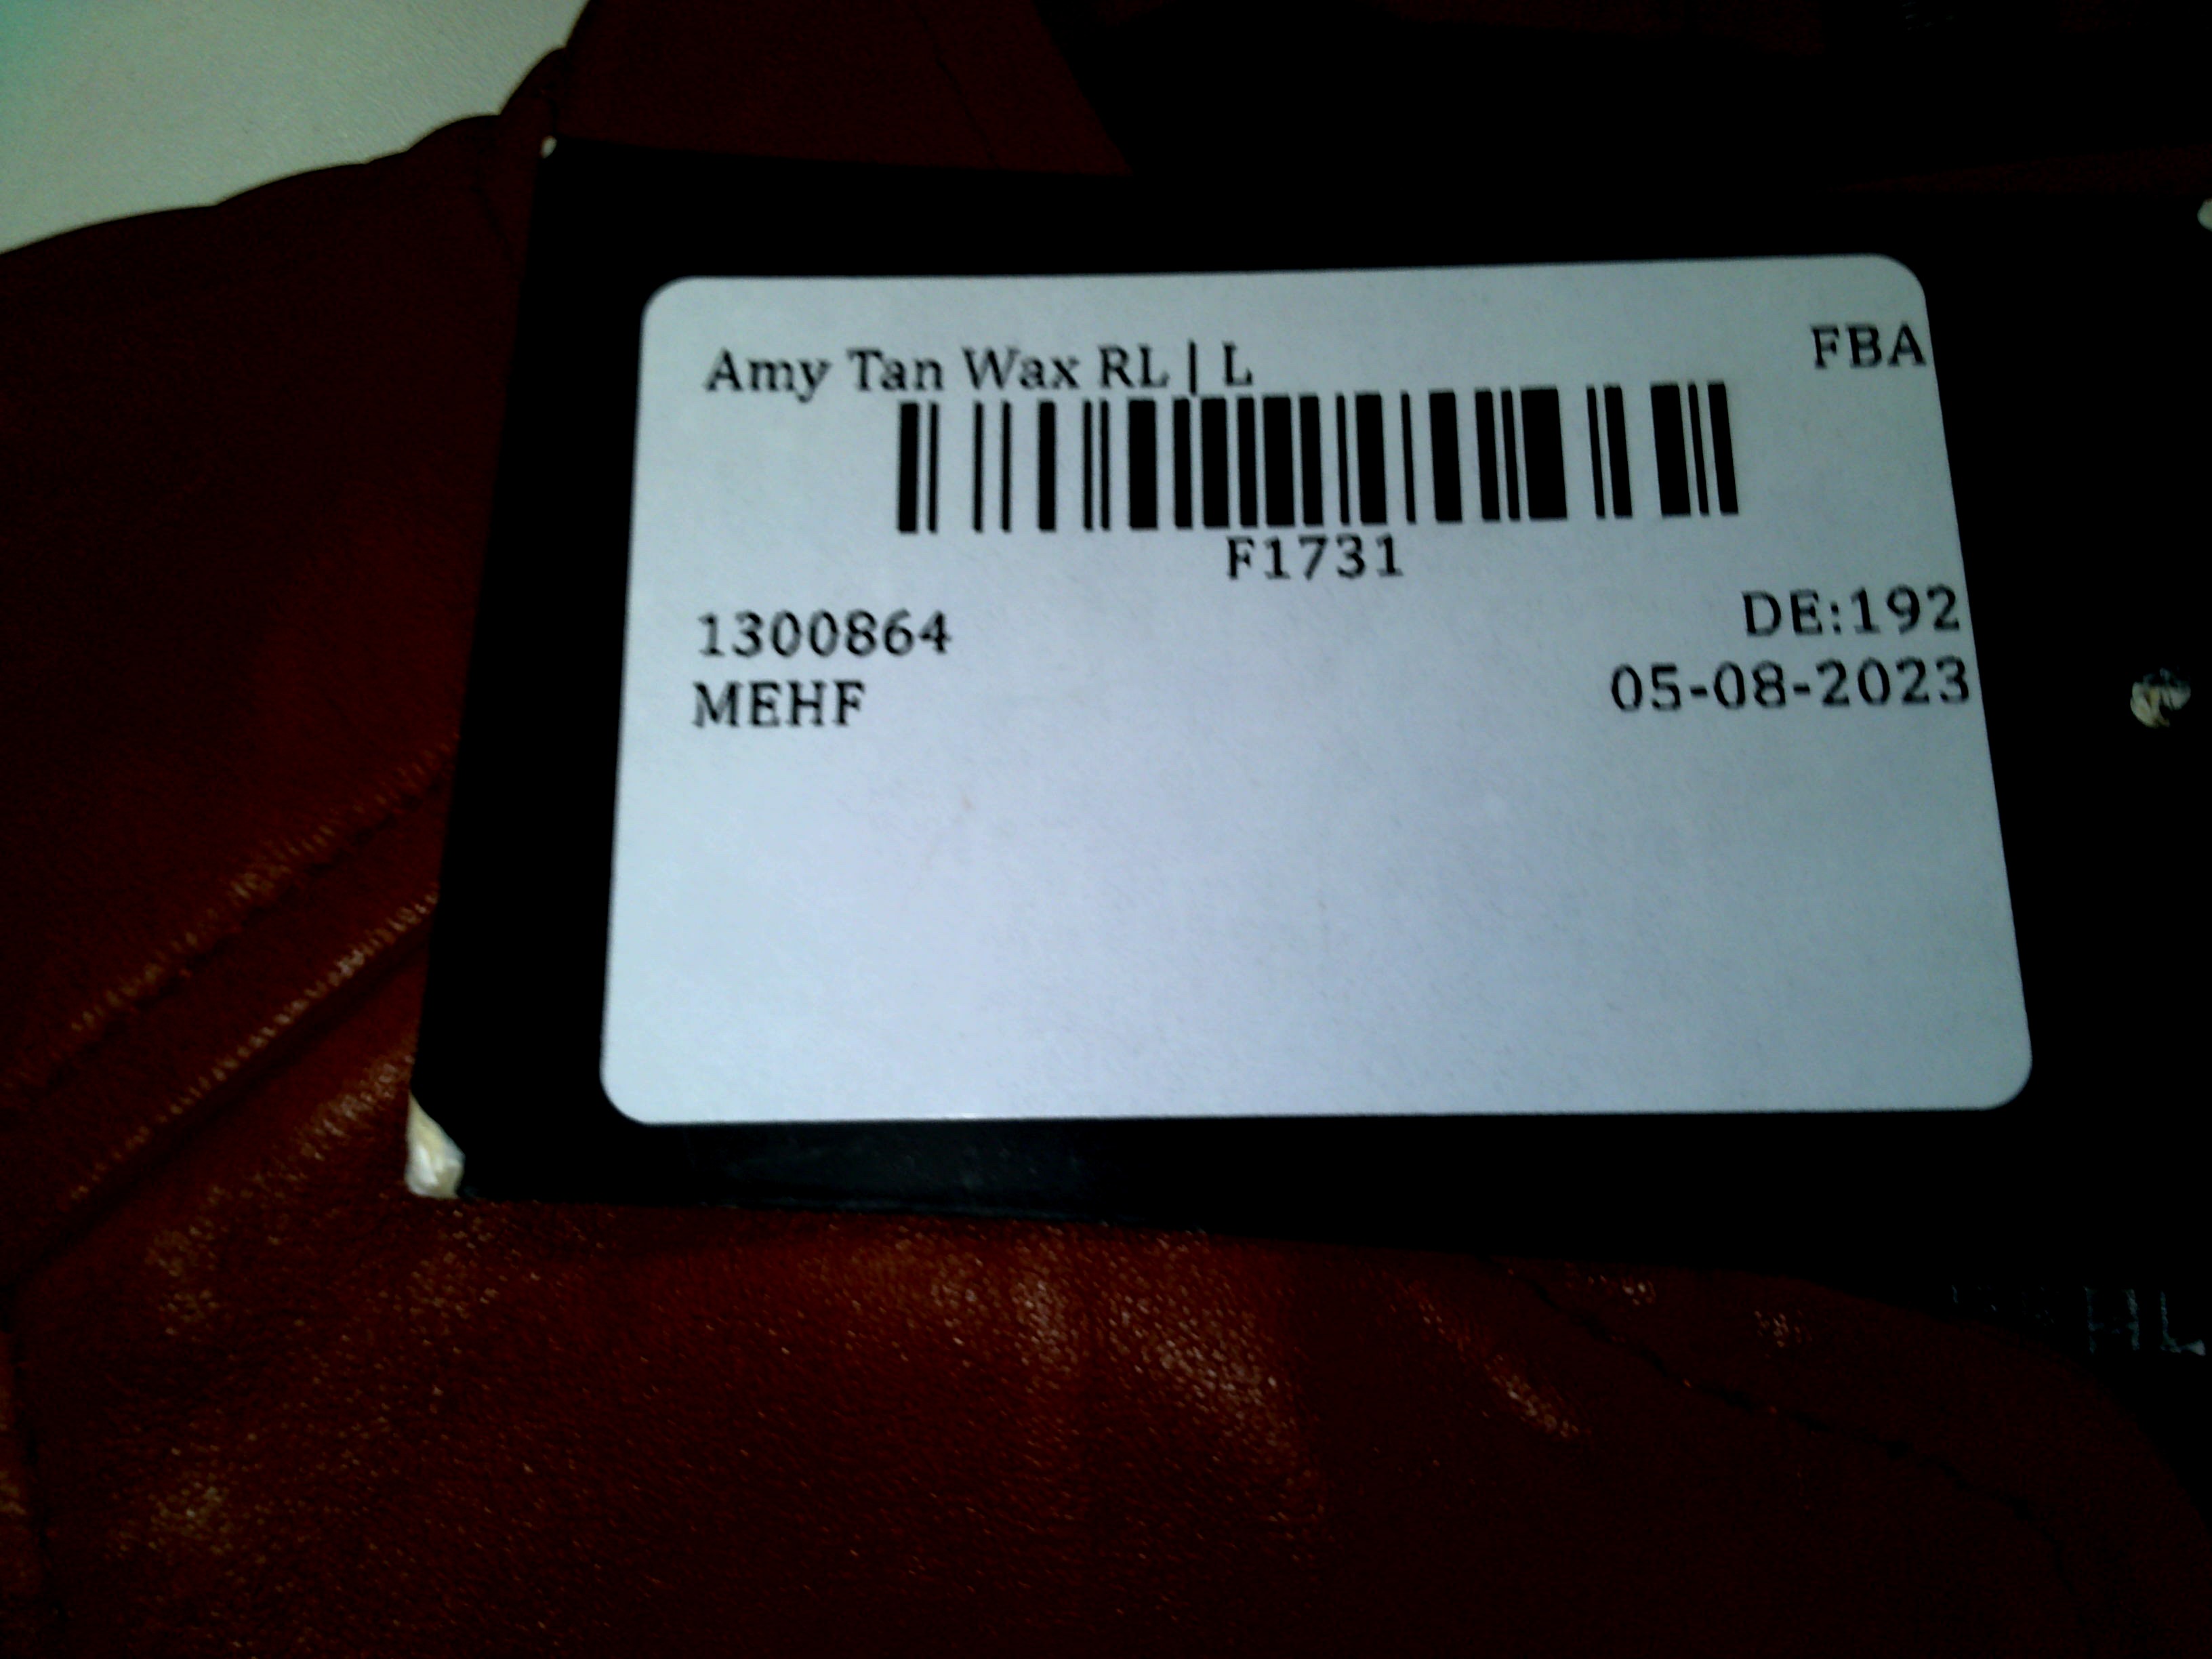 Amy Tan Wax RL | L
FBA
F1731
1300864
DE:192
MEHF
05-08-2023